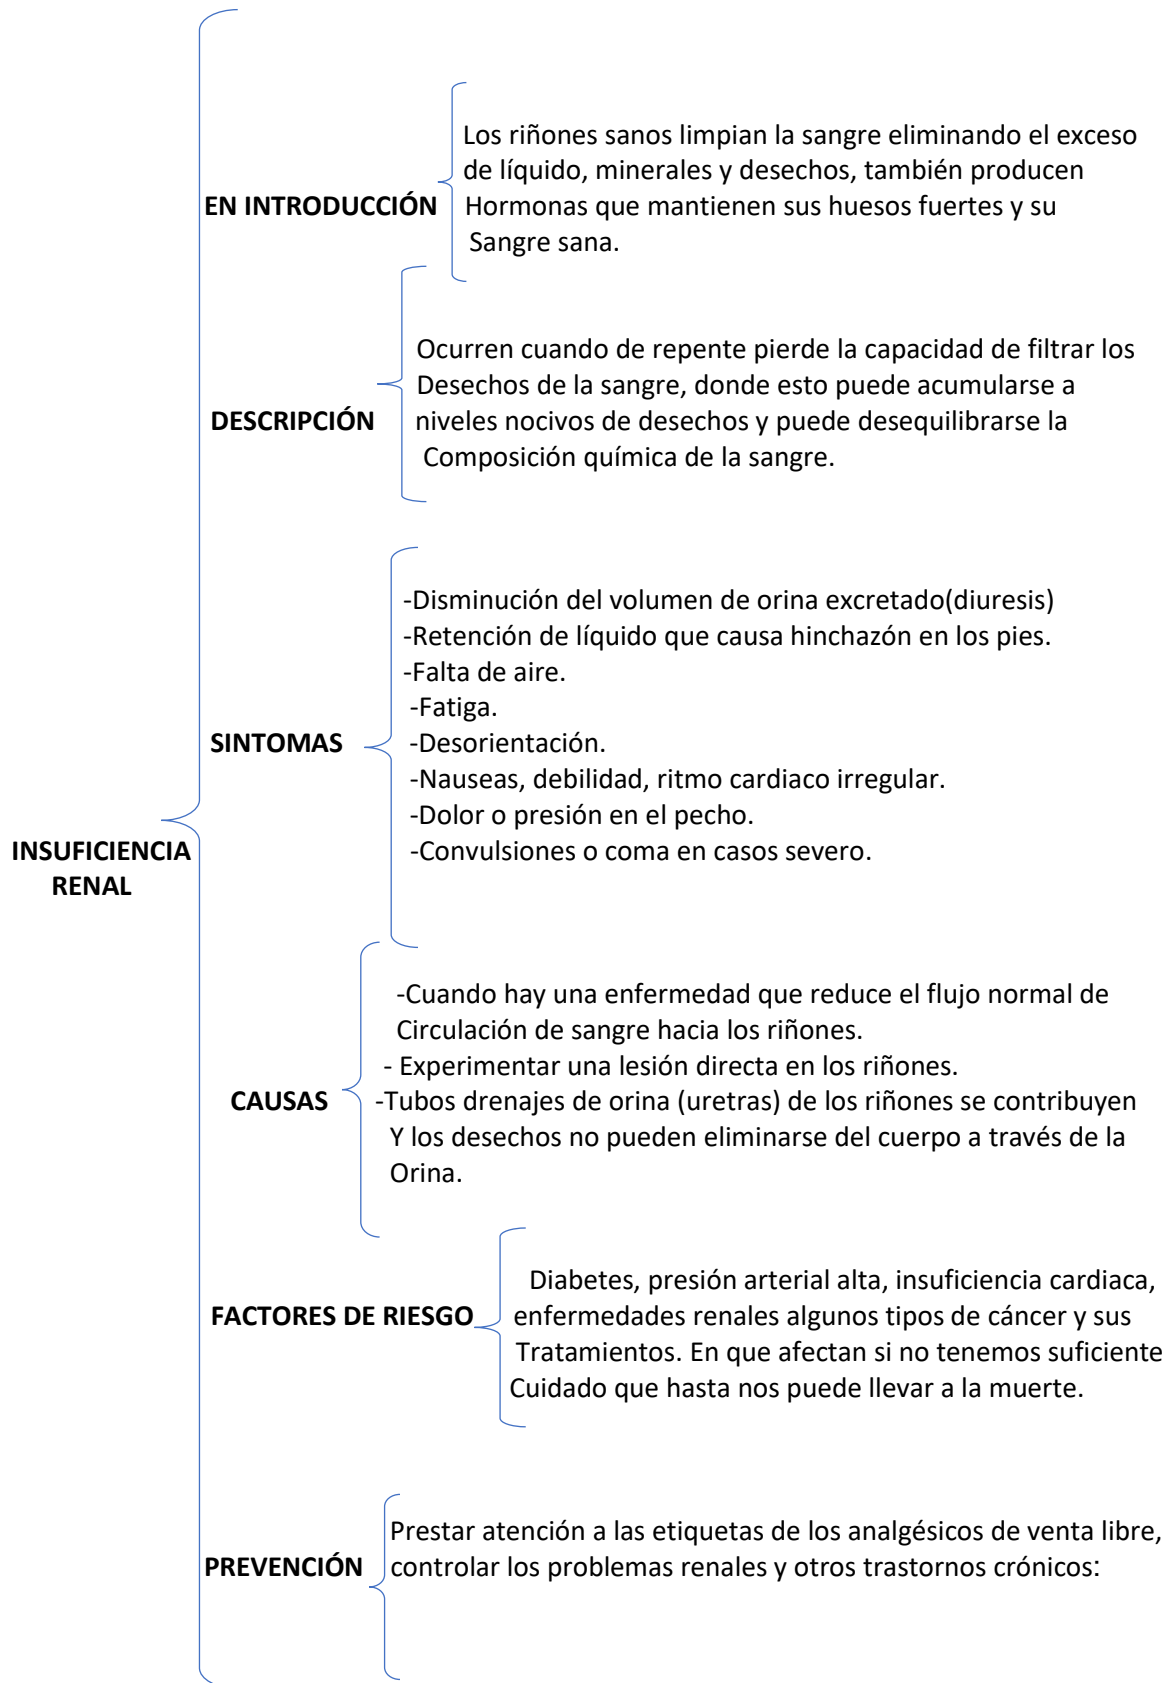 INSUFICIENCIA
RENAL
EN INTRODUCCIÓN
Los riñones sanos limpian la sangre eliminando el exceso
de líquido, minerales y desechos, también producen
Hormonas que mantienen sus huesos fuertes y su
Sangre sana.
DESCRIPCIÓN
Ocurren cuando de repente pierde la capacidad de filtrar los
Desechos de la sangre, donde esto puede acumularse a
niveles nocivos de desechos y puede desequilibrarse la
Composición química de la sangre.
SINTOMAS
-Disminución del volumen de orina excretado(diuresis)
-Retención de líquido que causa hinchazón en los pies.
-Falta de aire.
-Fatiga.
-Desorientación.
-Nauseas, debilidad, ritmo cardiaco irregular.
-Dolor o presión en el pecho.
-Convulsiones o coma en casos severo.
CAUSAS
-Cuando hay una enfermedad que reduce el flujo normal de
Circulación de sangre hacia los riñones.
- Experimentar una lesión directa en los riñones.
-Tubos drenajes de orina (uretras) de los riñones se contribuyen
Y los desechos no pueden eliminarse del cuerpo a través de la
Orina.
FACTORES DE RIESGO
Diabetes, presión arterial alta, insuficiencia cardiaca,
enfermedades renales algunos tipos de cáncer y sus
Tratamientos. En que afectan si no tenemos suficiente
Cuidado que hasta nos puede llevar a la muerte.
PREVENCIÓN
Prestar atención a las etiquetas de los analgésicos de venta libre,
controlar los problemas renales y otros trastornos crónicos: